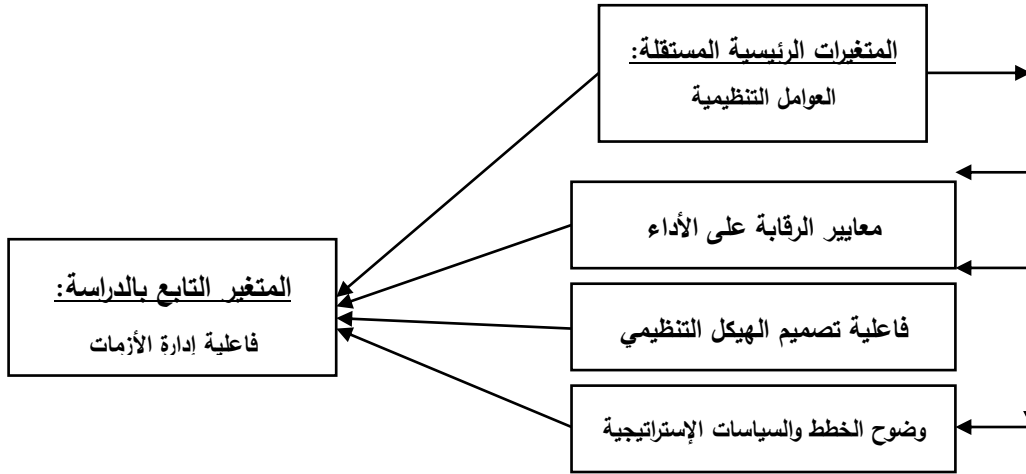 المتغيرات الرئيسية المستقلة:
العوامل التنظيمية
معايير الرقابة على الأداء
المتغير التابع بالدراسة:
فاعلية إدارة الأزمات
فاعلية تصميم الهيكل التنظيمي
وضوح الخطط والسياسات الإستراتيجية